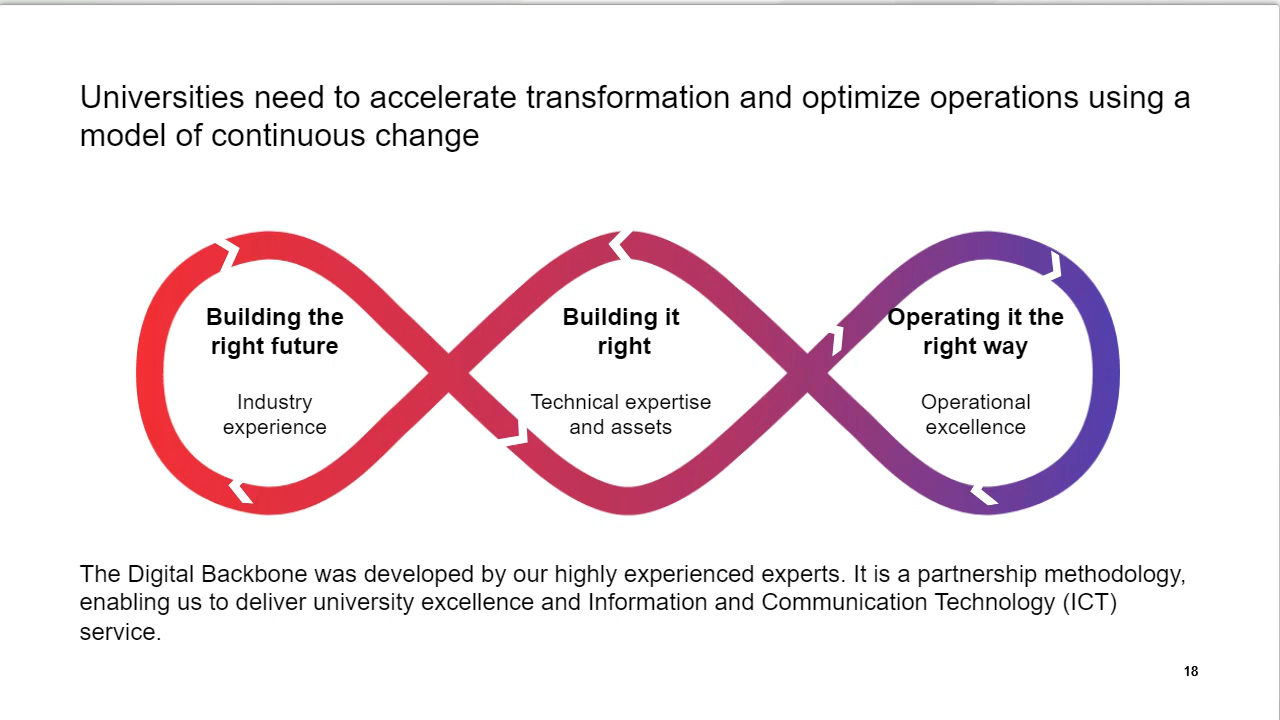 Universities need to accelerate transformation and optimize operations using a
model of continuous change
Building the
right future
Industry
experience
Building it
right
Technical expertise
and assets
Operating it the
right way
Operational
excellence
The Digital Backbone was developed by our highly experienced experts. It is a partnership methodology,
enabling us to deliver university excellence and Information and Communication Technology (ICT)
service.
18